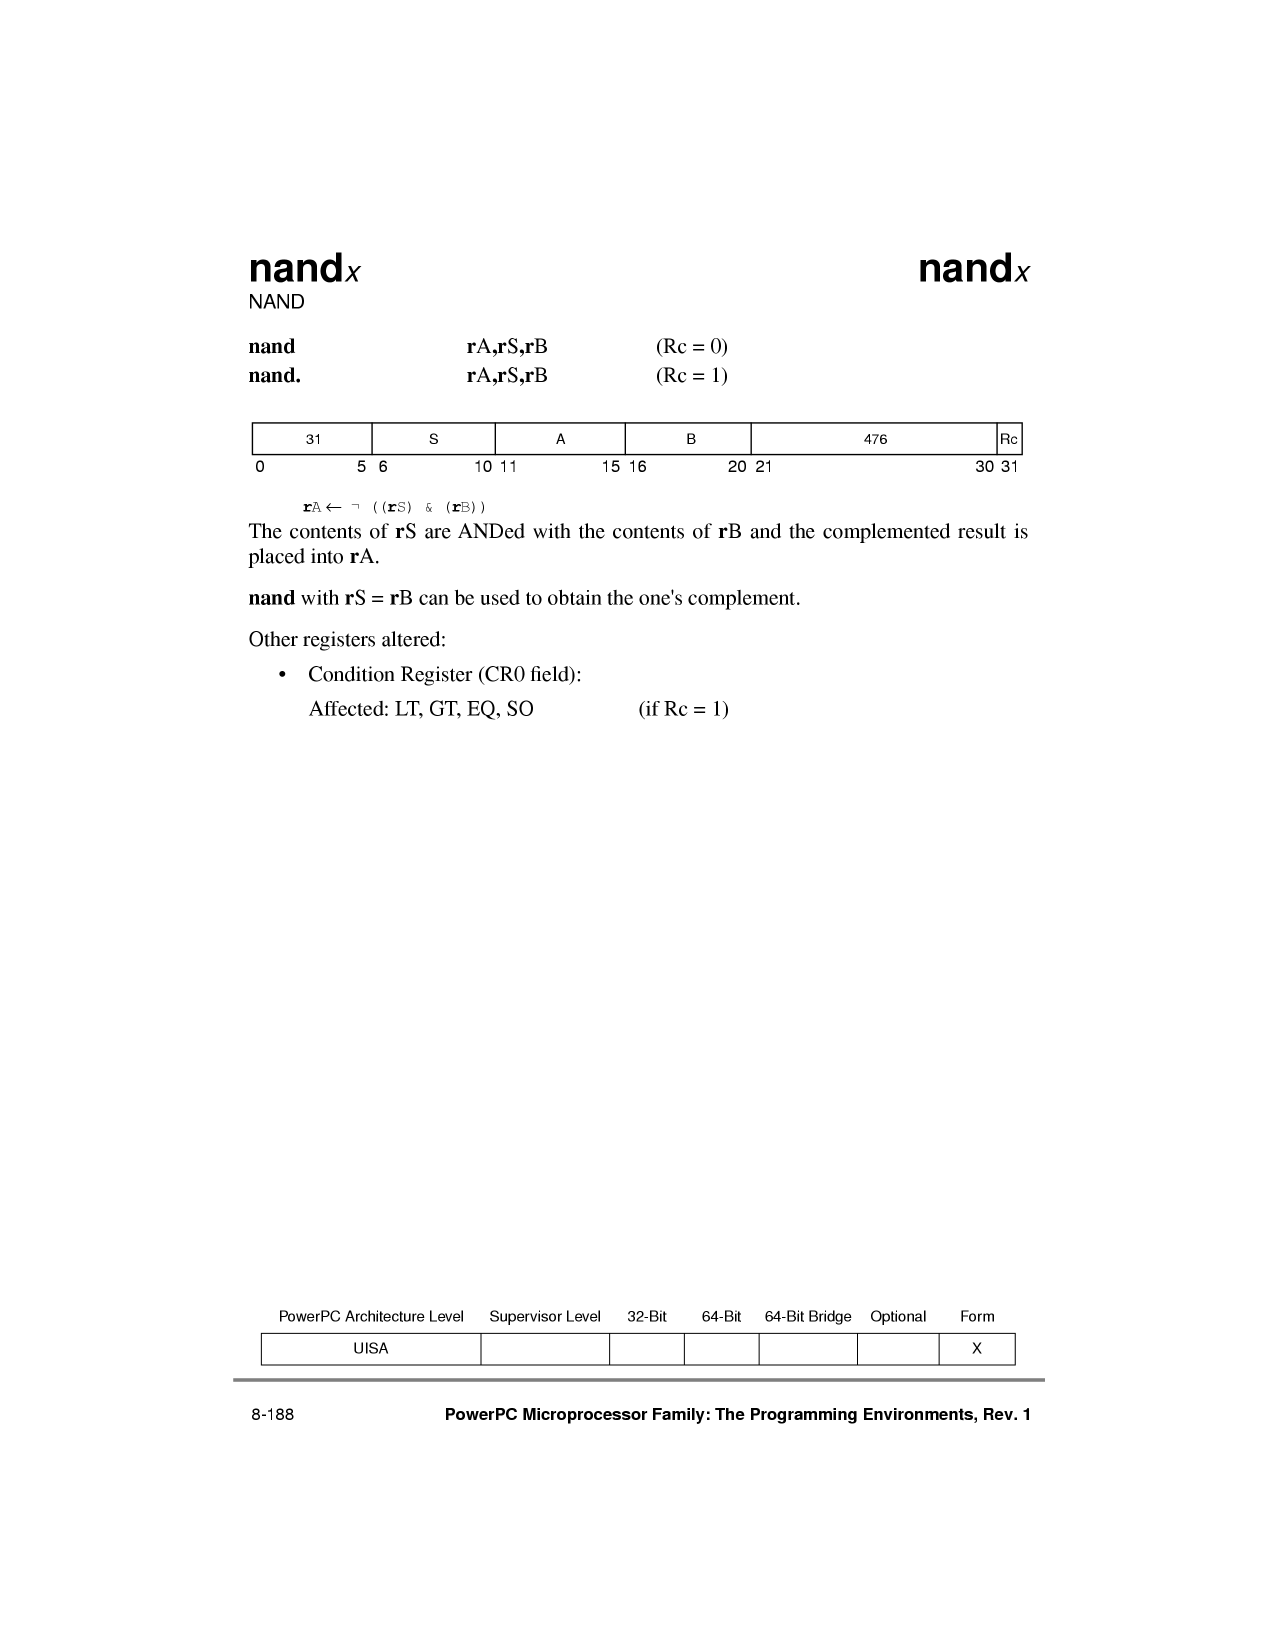 nandx nandx
NAND
nand rA,rS,rB (Rc = 0)
nand. rA,rS,rB (Rc = 1)
31 S A B 476 Rc
0 5 6 10 11 15 16 20 21 30 31
rA ← ¬ ((rS) & (rB))
The contents of rS are ANDed with the contents of rB and the complemented result is
placed into rA.
nand with rS = rB can be used to obtain the one's complement.
Other registers altered:
• Condition Register (CR0 field):
Affected: LT, GT, EQ, SO (if Rc = 1)
PowerPC Architecture Level Supervisor Level 32-Bit 64-Bit 64-Bit Bridge Optional Form
UISA X
8-188 PowerPC Microprocessor Family: The Programming Environments, Rev. 1